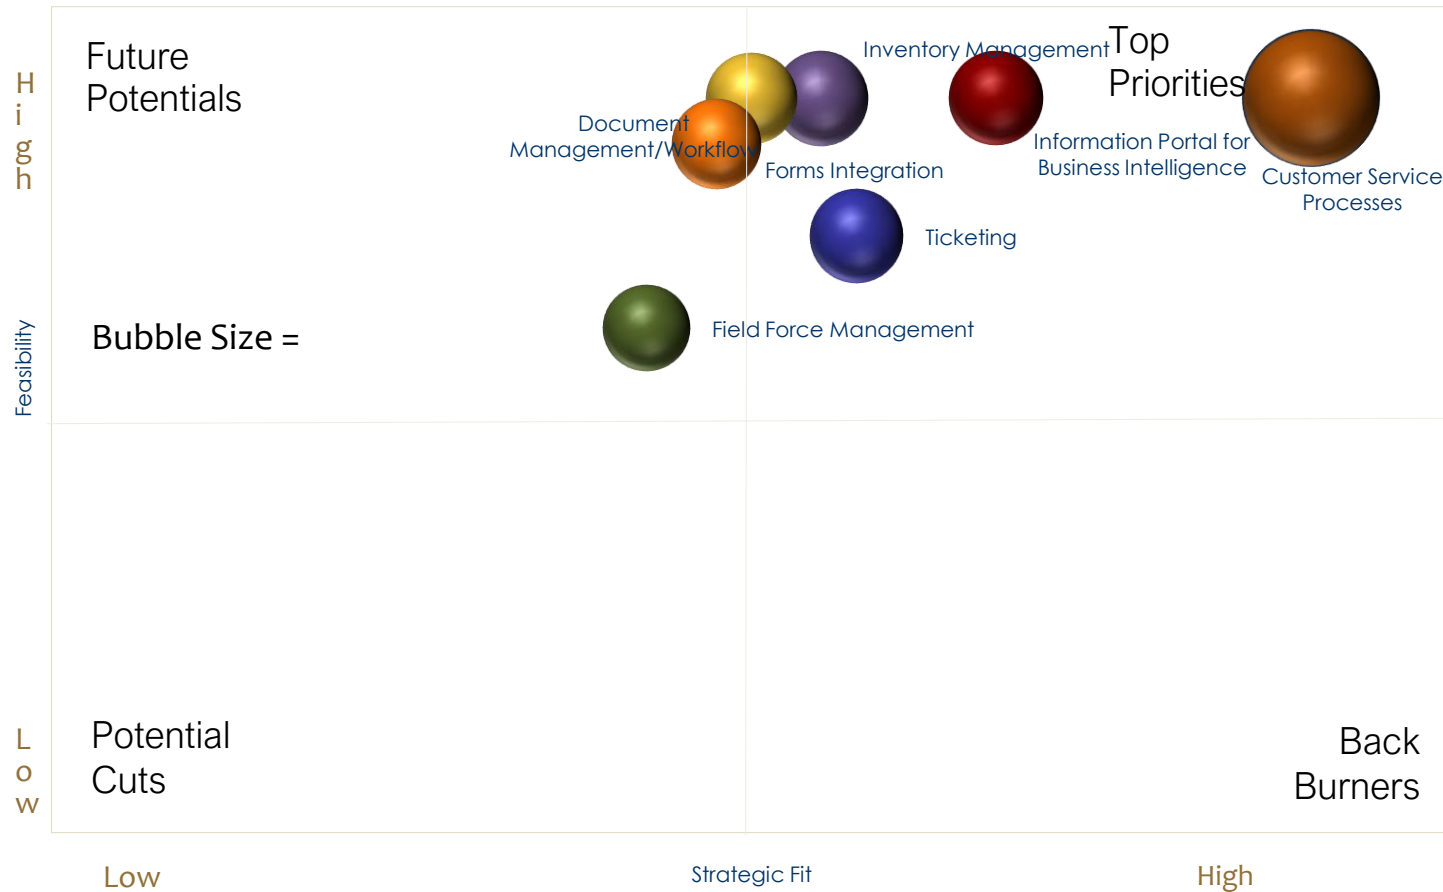 Future
Potentials
Inventory Management
Top
Priorities
H
i
g
h
Document
Management/Workflow
Forms Integration
Information Portal for
Business Intelligence
Customer Service
Processes
Ticketing
Feasibility
Bubble Size =
Field Force Management
L
o
w
Potential
Cuts
Back
Burners
Low
Strategic Fit
High